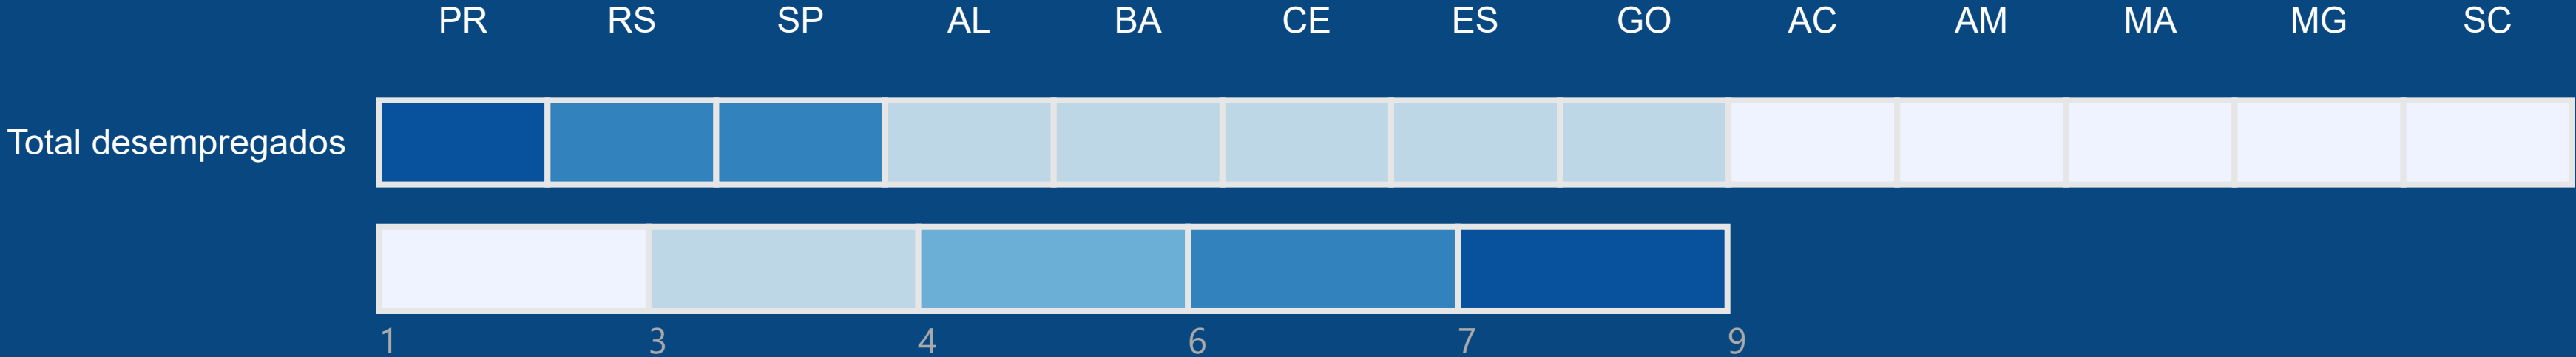 PR RS SP AL BA CE ES GO AC AM MA MG SC
Total desempregados
1 3 4 6 7 9